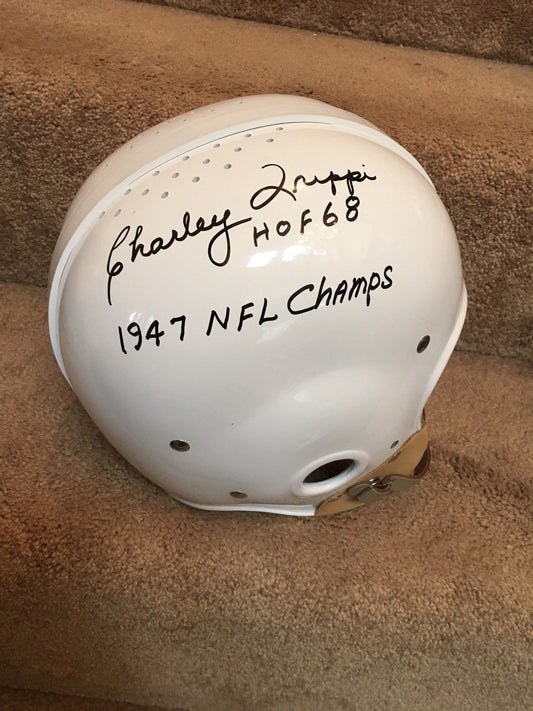 Charley Trippi
HOF 68
1947 NFL Champs